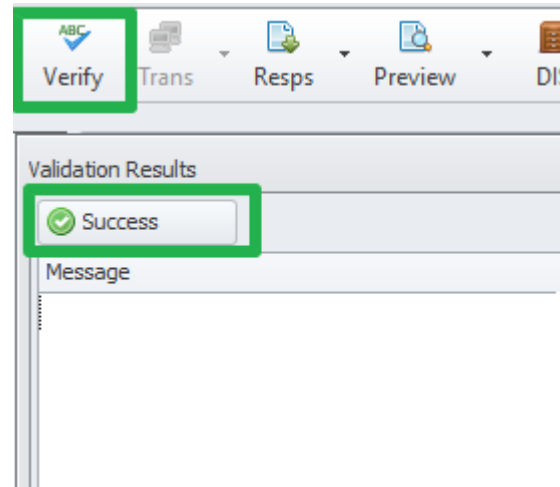 ABC
Verify Trans Resps Preview
Validation Results
Success
Message